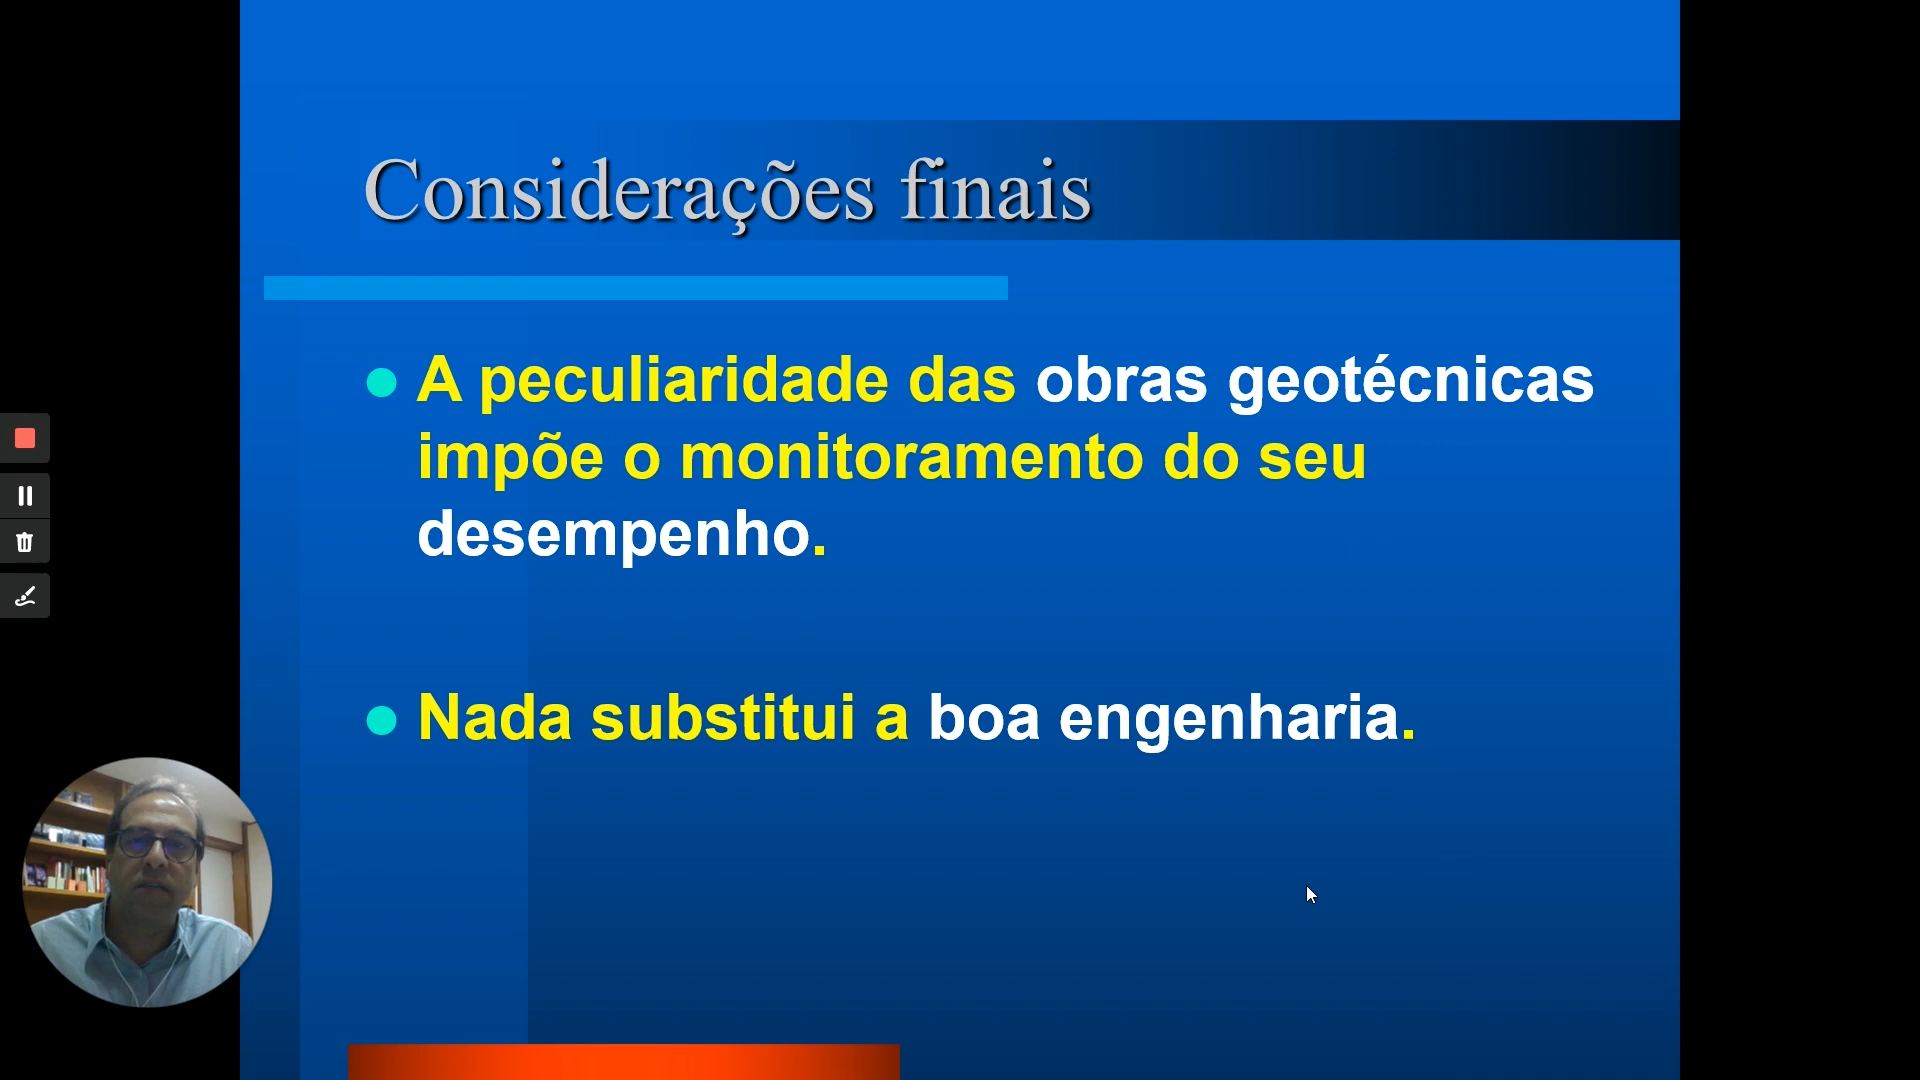 Considerações finais
A peculiaridade das obras geotécnicas
impõe o monitoramento do seu
desempenho.
Nada substitui a boa engenharia.